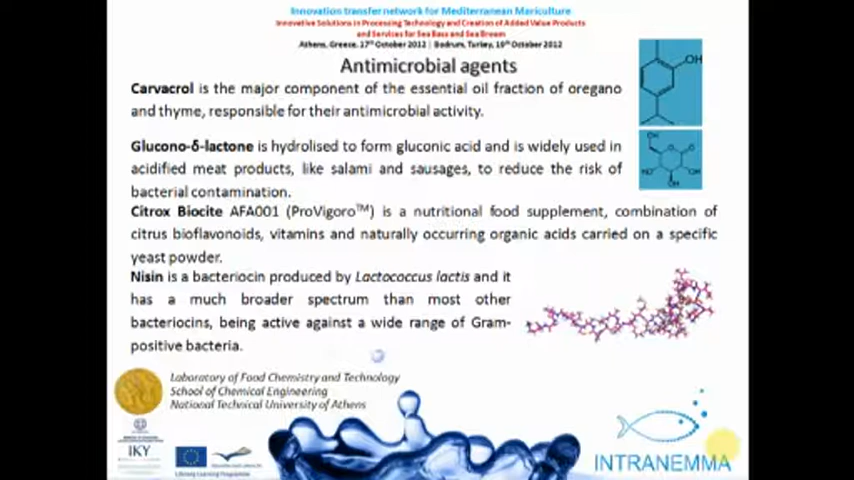 Innovation transfer network for Mediterranean Mariculture
Innovative Solutions in Processing Technology and Creation of Added Value Products
and Services for Sea Bass and Sea Bream
Athens, Greece, 17th October 2012 | Bodrum, Turkey, 19th October 2012
Antimicrobial agents
Carvacrol is the major component of the essential oil fraction of oregano
and thyme, responsible for their antimicrobial activity.
OH
Glucono-δ-lactone is hydrolised to form gluconic acid and is widely used in
acidified meat products, like salami and sausages, to reduce the risk of
bacterial contamination.
Citrox Biocite AFA001 (ProVigoro™) is a nutritional food supplement, combination of
citrus bioflavonoids, vitamins and naturally occurring organic acids carried on a specific
yeast powder.
Nisin is a bacteriocin produced by Lactococcus lactis and it
has a much broader spectrum than most other
bacteriocins, being active against a wide range of Gram-
positive bacteria.
Laboratory of Food Chemistry and Technology
School of Chemical Engineering
National Technical University of Athens
IKY
Lifelong Learning Programme
INTRANEMMA